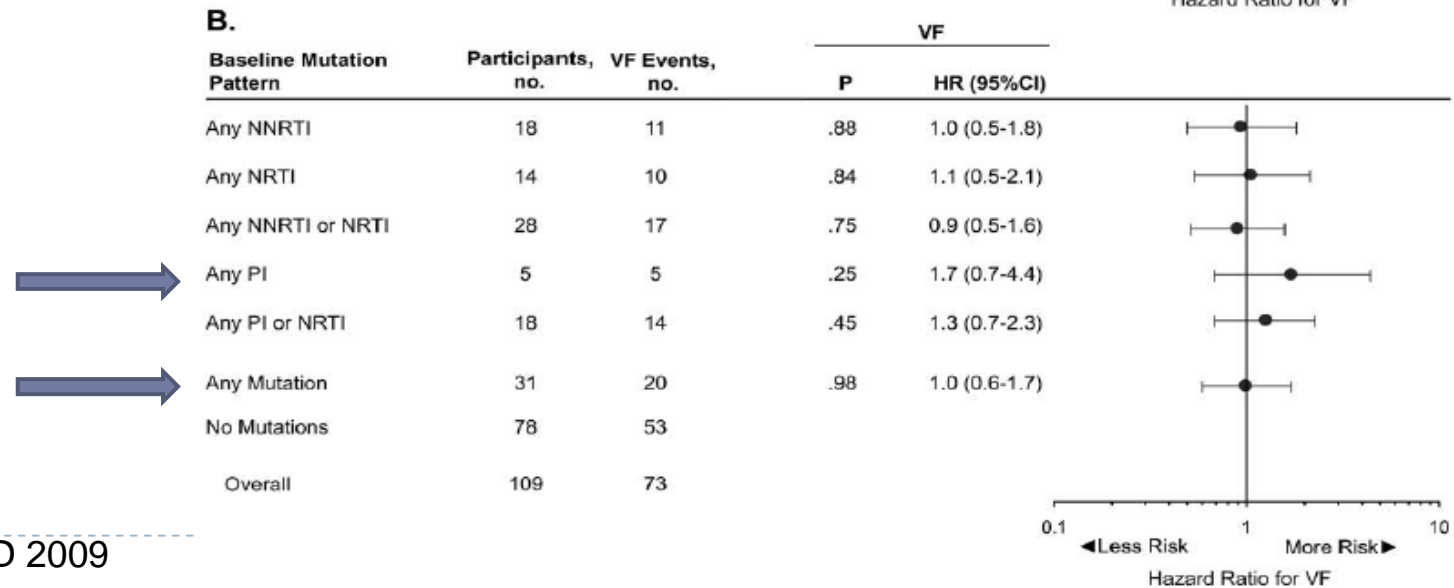 Hazard Ratio for VF
B.
VF
Baseline Mutation Pattern Participants, no. VF Events, no. P HR (95%CI)
Any NNRTI 18 11 .88 1.0 (0.5-1.8)
Any NRTI 14 10 .84 1.1 (0.5-2.1)
Any NNRTI or NRTI 28 17 .75 0.9 (0.5-1.6)
Any PI 5 5 .25 1.7 (0.7-4.4)
Any PI or NRTI 18 14 .45 1.3 (0.7-2.3)
Any Mutation 31 20 .98 1.0 (0.6-1.7)
No Mutations 78 53
Overall 109 73
0.1 1 10
◄Less Risk More Risk►
Hazard Ratio for VF
2009